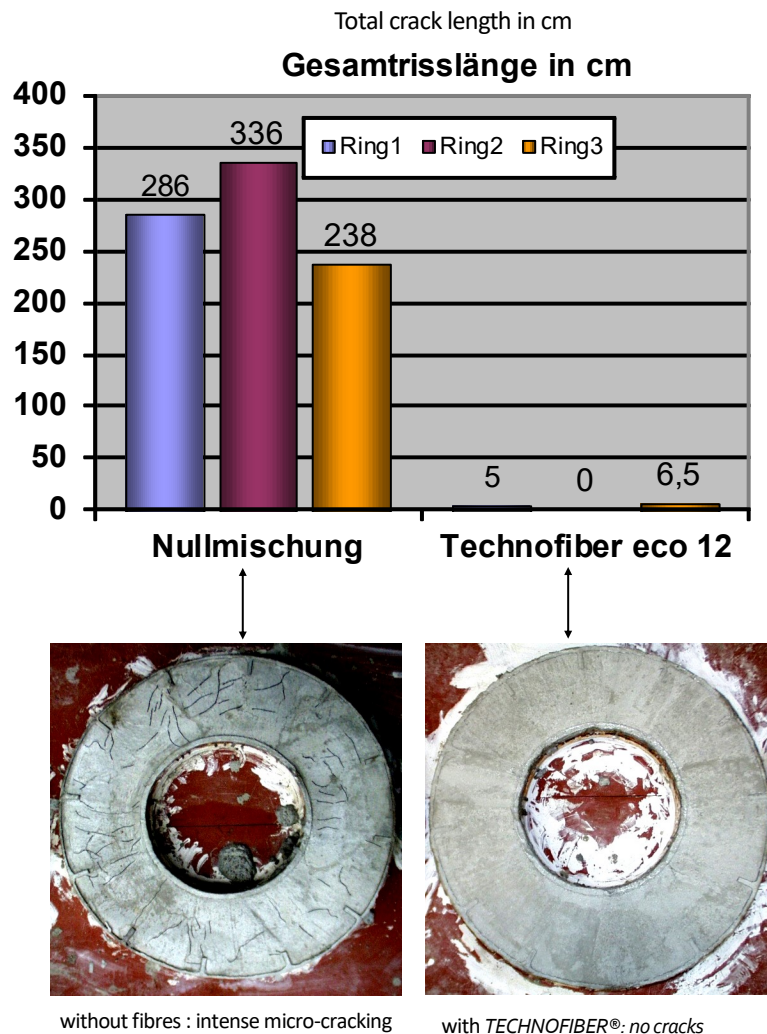 Total crack length in cm
Gesamtrisslänge in cm
400
350
300
250
200
150
100
50
0
Ring1 Ring2 Ring3
286
336
238
5
0
6,5
Nullmischung Technofiber eco 12
without fibres : intense micro-cracking
with TECHNOFIBER®: no cracks